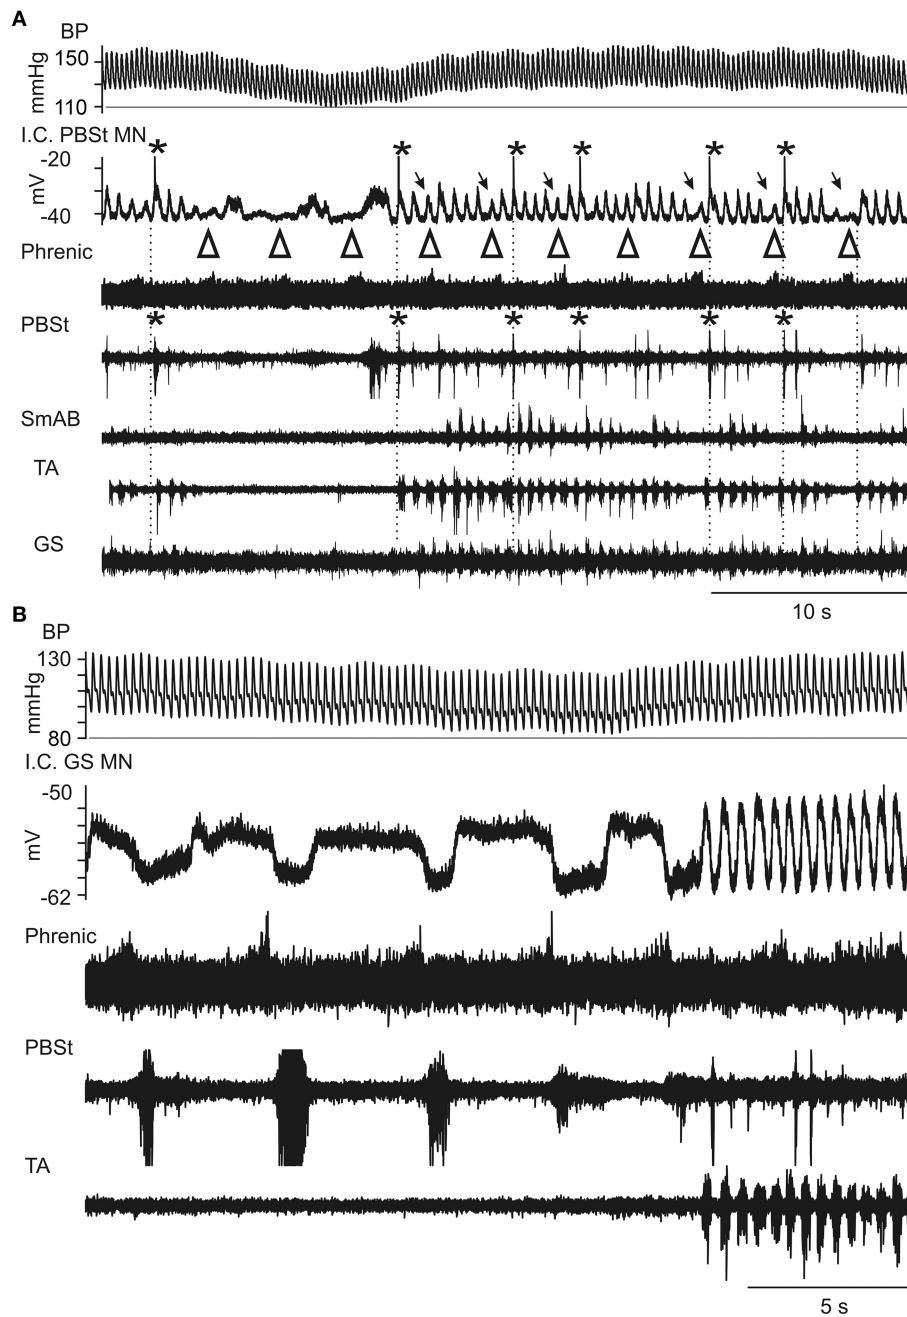 A
BP
150
mmHg
110
I.C. PBSt MN
* * * * * *
-20
mV
-40
Phrenic
PBSt
* * * * * *
SmAB
TA
GS
10 s
B
BP
130
mmHg
80
I.C. GS MN
-50
mV
-62
Phrenic
PBSt
TA
5 s